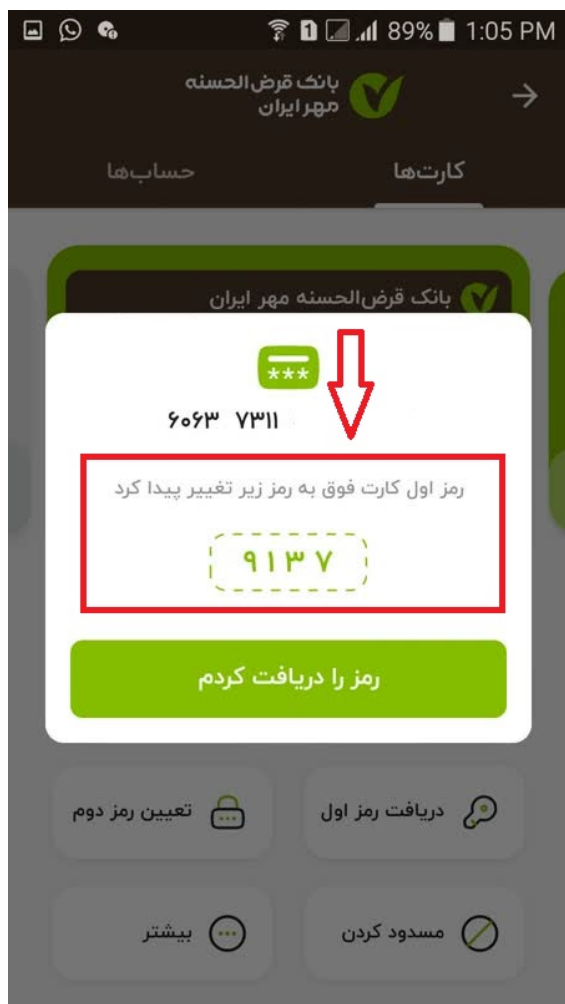 1:05 PM 89% 1
بانک قرض‌الحسنه
مهر ایران
کارت‌ها
حساب‌ها
بانک قرض‌الحسنه مهر ایران
***
۶۰۶۳ ۷۳۱۱
رمز اول کارت فوق به رمز زیر تغییر پیدا کرد
۹۱۳۷
رمز را دریافت کردم
دریافت رمز اول
تعیین رمز دوم
مسدود کردن
بیشتر